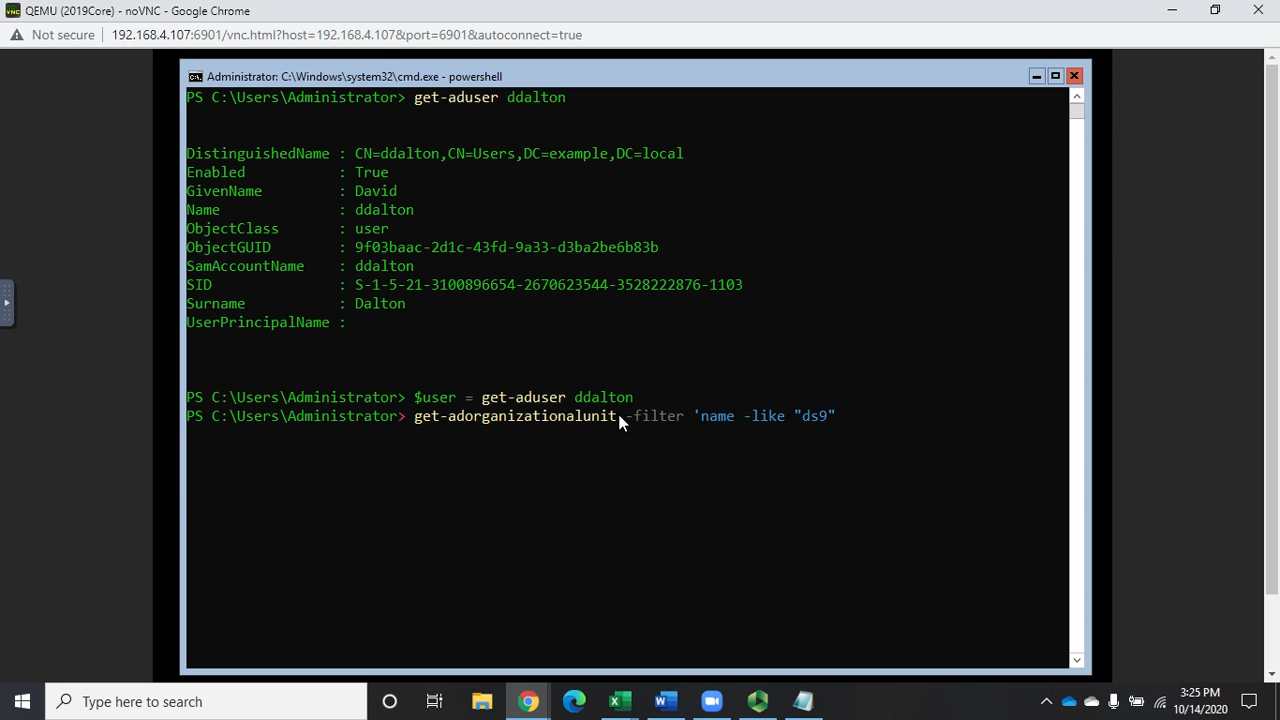 QEMU (2019Core) - noVNC - Google Chrome
Not secure 192.168.4.107:6901/vnc.html?host=192.168.4.107&port=6901&autoconnect=true
Administrator: C:\Windows\system32\cmd.exe - powershell
PS C:\Users\Administrator> get-aduser ddalton
DistinguishedName : CN=ddalton,CN=Users,DC=example,DC=local
Enabled : True
GivenName : David
Name : ddalton
ObjectClass : user
ObjectGUID : 9f03baac-2d1c-43fd-9a33-d3ba2be6b83b
SamAccountName : ddalton
SID : S-1-5-21-3100896654-2670623544-3528222876-1103
Surname : Dalton
UserPrincipalName :
PS C:\Users\Administrator> $user = get-aduser ddalton
PS C:\Users\Administrator> get-adorganizationalunit -filter 'name -like "ds9"
Type here to search
3:25 PM
10/14/2020